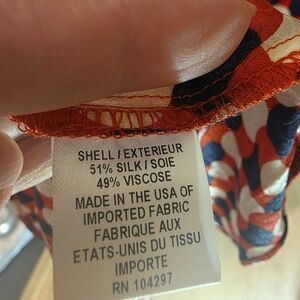 SHELL / EXTERIEUR
51% SILK / SOIE
49% VISCOSE
MADE IN THE USA OF
IMPORTED FABRIC
FABRIQUE AUX
ETATS-UNIS DU TISSU
IMPORTE
RN 104297